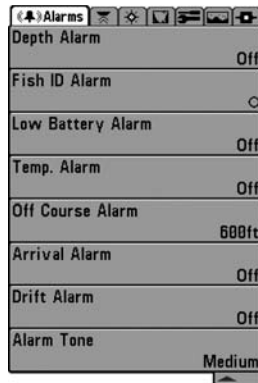 Alarms
Depth Alarm
Off
Fish ID Alarm
Low Battery Alarm
Off
Temp. Alarm
Off
Off Course Alarm
600ft
Arrival Alarm
Off
Drift Alarm
Off
Alarm Tone
Medium